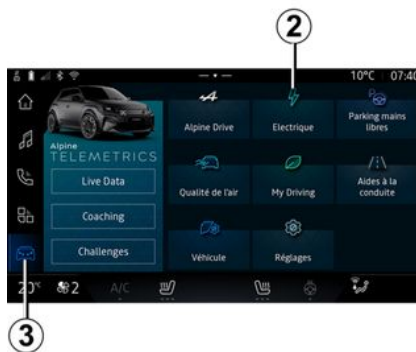 2
10°C 07:40
Alpine
TELEMETRICS
Live Data
Coaching
Challenges
Alpine Drive
Electrique
Parking mains
libres
Qualité de l'air
My Driving
Aides à la
conduite
Véhicule
Réglages
20°C
2
A/C
3